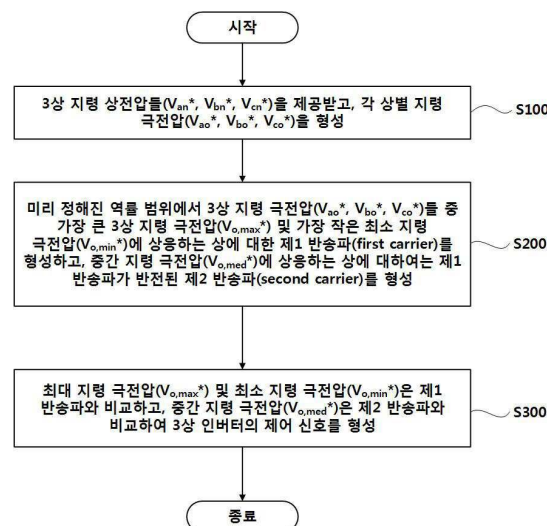 시작
3상 지령 상전압들(Van*, Vbn*, Vcn*)을 제공받고, 각 상별 지령
극전압(Vao*, Vbo*, Vco*)을 형성
S100
미리 정해진 역률 범위에서 3상 지령 극전압(Vao*, Vbo*, Vco*)들 중
가장 큰 3상 지령 극전압(Vo,max*) 및 가장 작은 최소 지령
극전압(Vo,min*)에 상응하는 상에 대한 제1 반송파(first carrier)를
형성하고, 중간 지령 극전압(Vo,med*)에 상응하는 상에 대하여는 제1
반송파가 반전된 제2 반송파(second carrier)를 형성
S200
최대 지령 극전압(Vo,max*) 및 최소 지령 극전압(Vo,min*)은 제1
반송파와 비교하고, 중간 지령 극전압(Vo,med*)은 제2 반송파와
비교하여 3상 인버터의 제어 신호를 형성
S300
종료